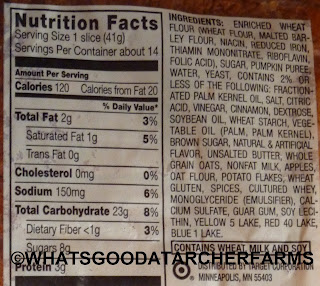 Nutrition Facts
Serving Size 1 slice (41g)
Servings Per Container about 14
Amount Per Serving
Calories 120 Calories from Fat 20
% Daily Value*
Total Fat 2g 3%
Saturated Fat 1g 5%
Trans Fat 0g
Cholesterol 0mg 0%
Sodium 150mg 6%
Total Carbohydrate 23g 8%
Dietary Fiber <1g 3%
Sugars 8g
Protein 3g
INGREDIENTS: ENRICHED WHEAT
FLOUR (WHEAT FLOUR, MALTED BAR-
LEY FLOUR, NIACIN, REDUCED IRON,
THIAMIN MONONITRATE, RIBOFLAVIN,
FOLIC ACID), SUGAR, PUMPKIN PUREE,
WATER, YEAST, CONTAINS 2% OR
LESS OF THE FOLLOWING: FRACTION-
ATED PALM KERNEL OIL, SALT, CITRIC
ACID, VINEGAR, CINNAMON, DEXTROSE,
SOYBEAN OIL, WHEAT STARCH, VEGE-
TABLE OIL (PALM, PALM KERNEL),
BROWN SUGAR, NATURAL & ARTIFICIAL
FLAVOR, UNSALTED BUTTER, WHOLE
GRAIN OATS, NONFAT MILK, APPLES,
OAT FLOUR, POTATO FLAKES, WHEAT
GLUTEN, SPICES, CULTURED WHEY,
MONOGLYCERIDE (EMULSIFIER), CAL-
CIUM SULFATE, GUAR GUM, SOY LECI-
THIN, YELLOW 5 LAKE, RED 40 LAKE,
BLUE 1 LAKE.
CONTAINS WHEAT, MILK AND SOY
DISTRIBUTED BY TARGET CORPORATION
MINNEAPOLIS, MN 55403
©WHATSGOODATARCHERFARMS